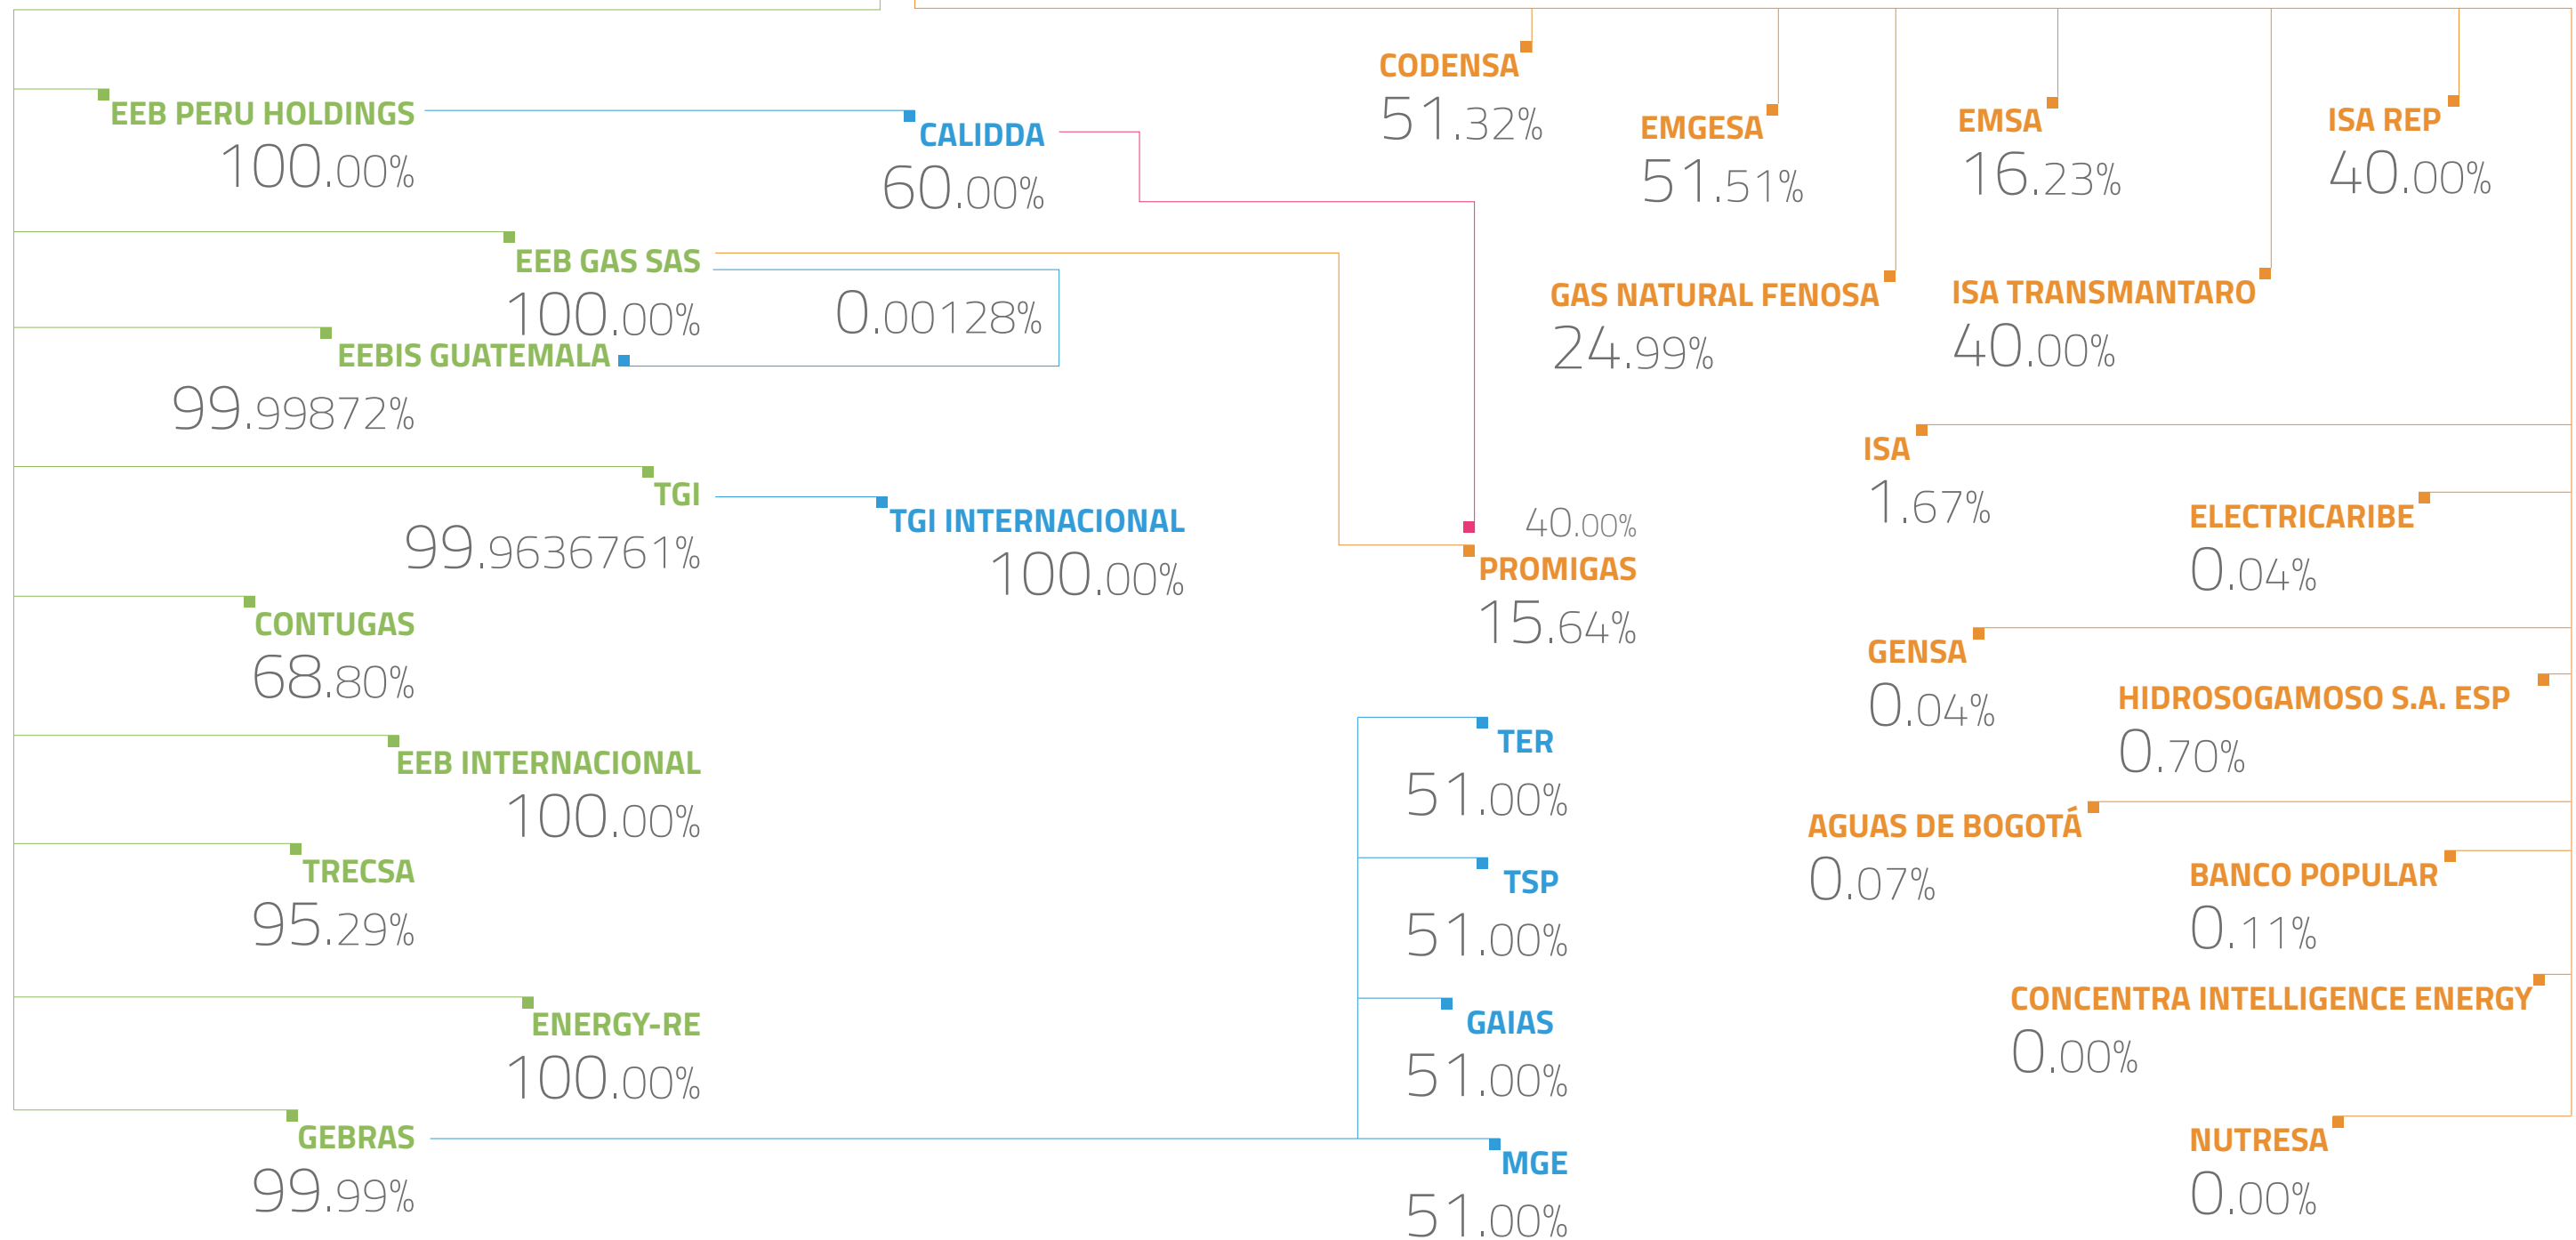 EEB PERU HOLDINGS
100.00%
CALIDDA
60.00%
EEB GAS SAS
100.00%
0.00128%
EEBIS GUATEMALA
99.99872%
TGI
99.9636761%
TGI INTERNACIONAL
100.00%
CONTUGAS
68.80%
EEB INTERNACIONAL
100.00%
TRECSA
95.29%
ENERGY-RE
100.00%
GEBRAS
99.99%
40.00%
PROMIGAS
15.64%
TER
51.00%
TSP
51.00%
GAIAS
51.00%
MGE
51.00%
CODENSA
51.32%
EMGESA
51.51%
EMSA
16.23%
ISA REP
40.00%
GAS NATURAL FENOSA
24.99%
ISA TRANSMANTARO
40.00%
ISA
1.67%
ELECTRICARIBE
0.04%
GENSA
0.04%
HIDROSOGAMOSO S.A. ESP
0.70%
AGUAS DE BOGOTÁ
0.07%
BANCO POPULAR
0.11%
CONCENTRA INTELLIGENCE ENERGY
0.00%
NUTRESA
0.00%